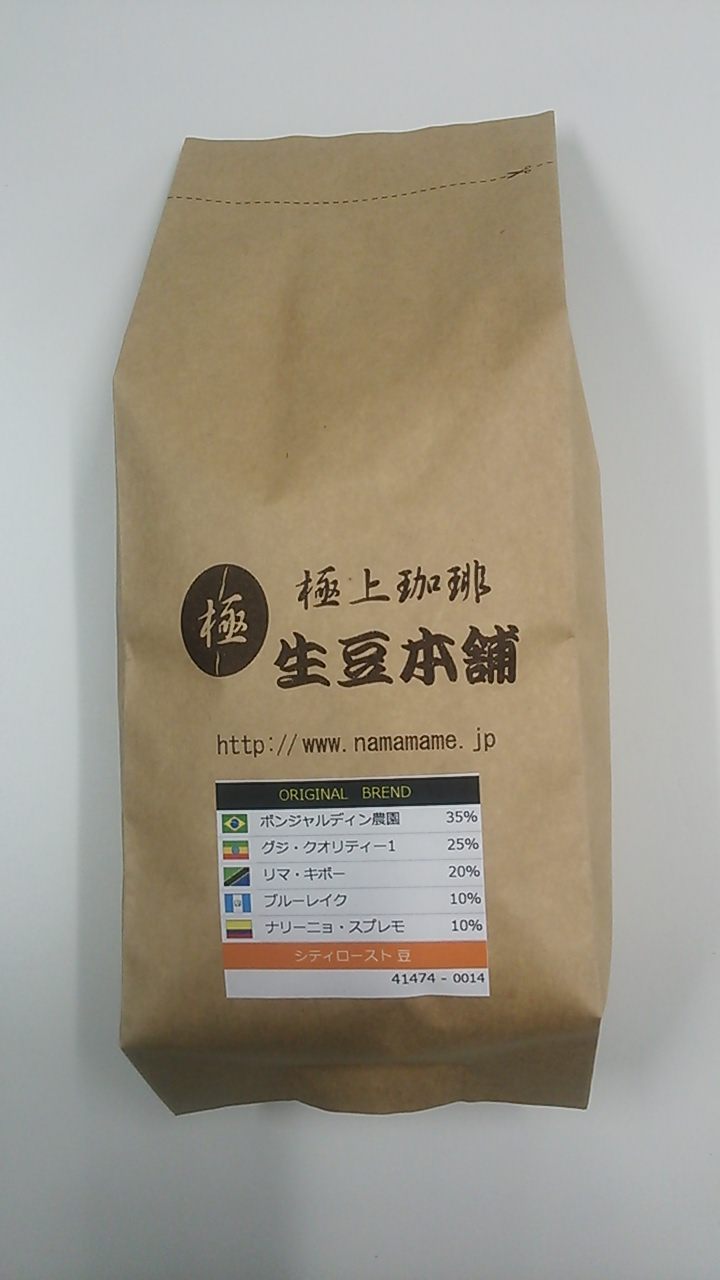 極
極上珈琲
生豆本舗
http://www.namamame.jp
ORIGINAL BREND
ボンジャルディン農園 35%
グジ・クオリティー1 25%
リマ・キボー 20%
ブルーレイク 10%
ナリーニョ・スプレモ 10%
シティロースト 豆
41474 - 0014